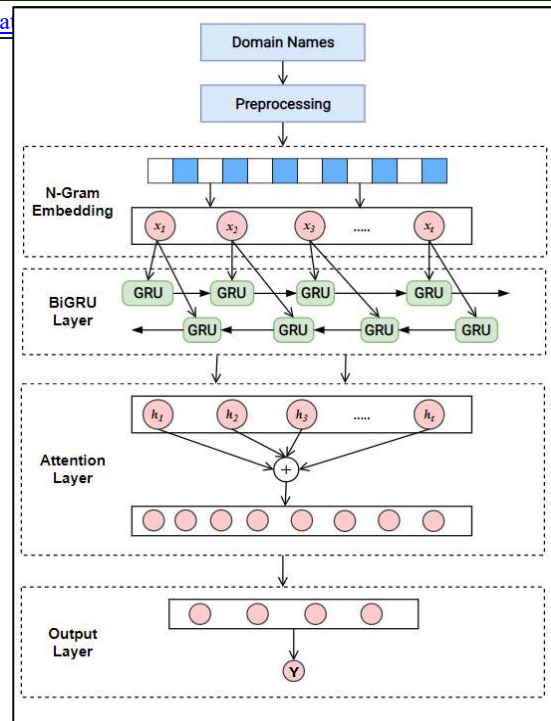 at
Domain Names
Preprocessing
N-Gram
Embedding
x₁ x₂ x₃ ..... xₜ
BiGRU
Layer
GRU GRU GRU GRU
GRU GRU GRU GRU
Attention
Layer
h₁ h₂ h₃ ..... hₜ
+
Output
Layer
Y